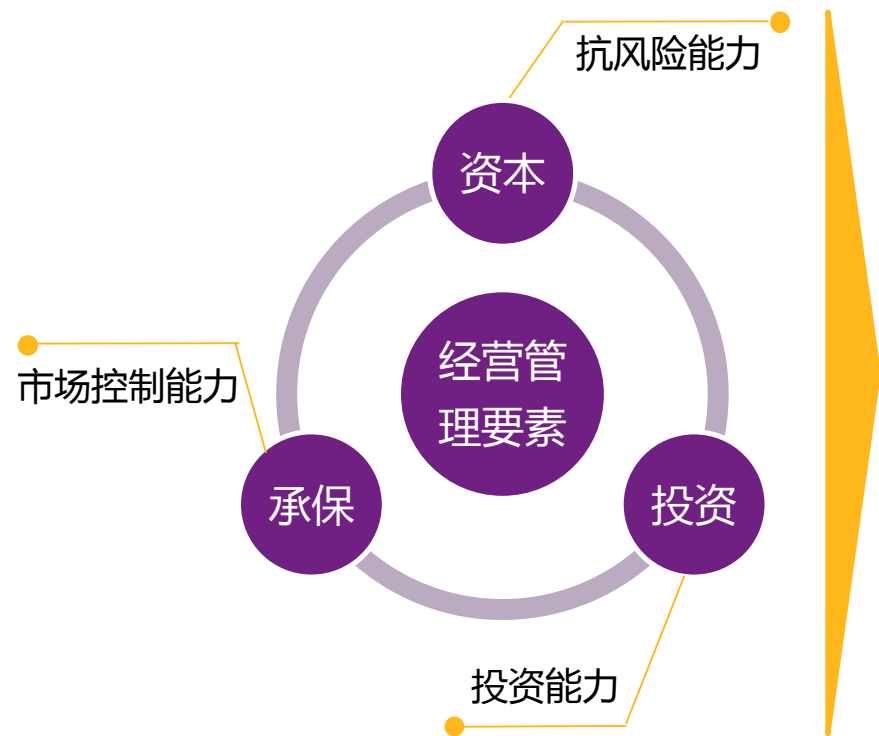 抗风险能力
资本
经营管
理要素
市场控制能力
承保
投资
投资能力